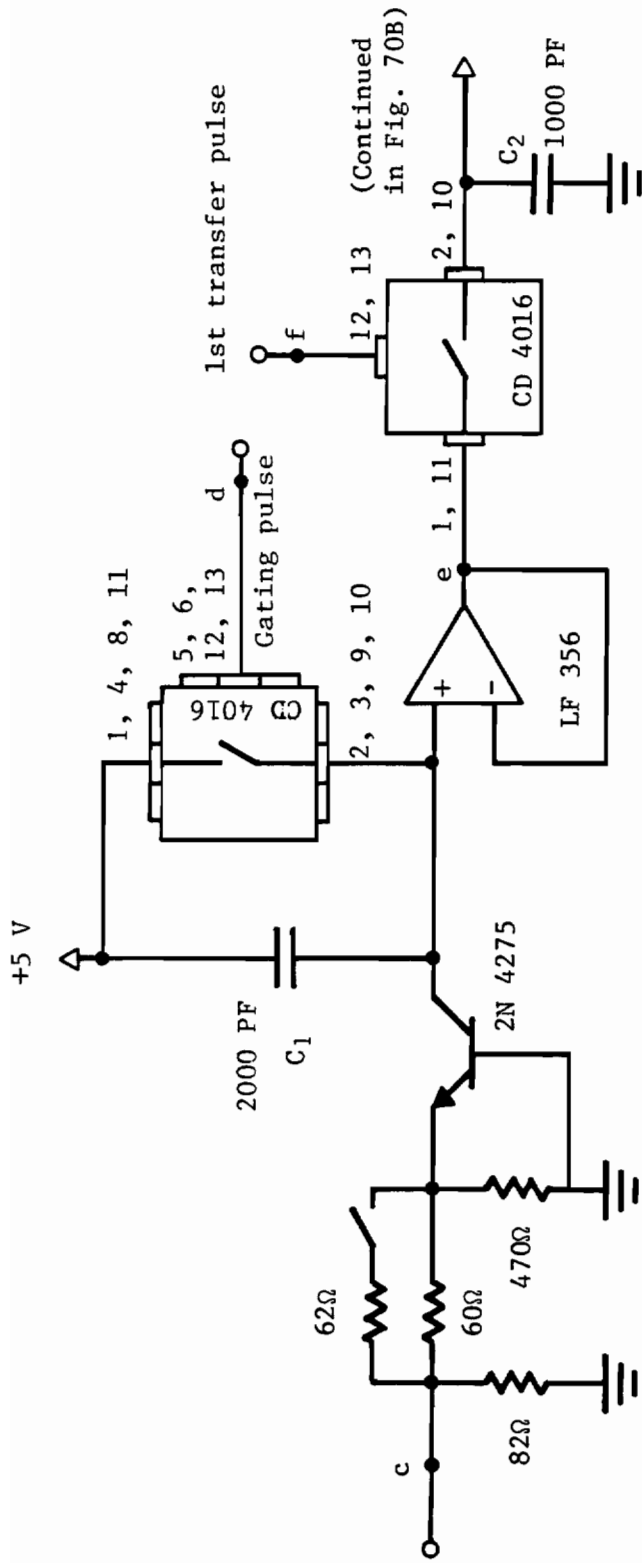 +5 V
1, 4, 8, 11
5, 6,
12, 13
d
Gating pulse
CD
4016
2, 3, 9, 10
2000 PF
C1
1st transfer pulse
f
12, 13
(Continued
in Fig. 70B)
c
62Ω
60Ω
82Ω
470Ω
2N 4275
+
-
LF 356
e
1, 11
CD 4016
2, 10
C2
1000 PF